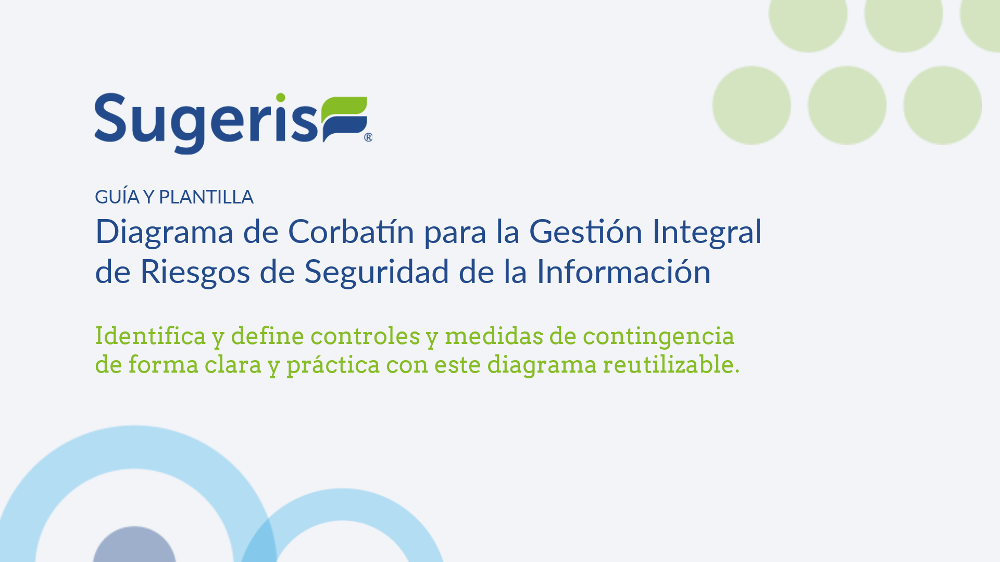 Sugeris®
GUÍA Y PLANTILLA
Diagrama de Corbatín para la Gestión Integral
de Riesgos de Seguridad de la Información
Identifica y define controles y medidas de contingencia
de forma clara y práctica con este diagrama reutilizable.